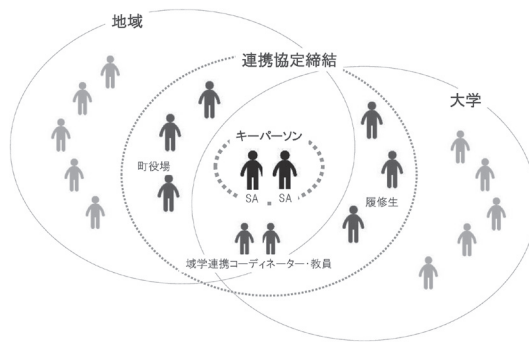 地域
連携協定締結
大学
キーパーソン
町役場
SA SA
履修生
域学連携コーディネーター・教員